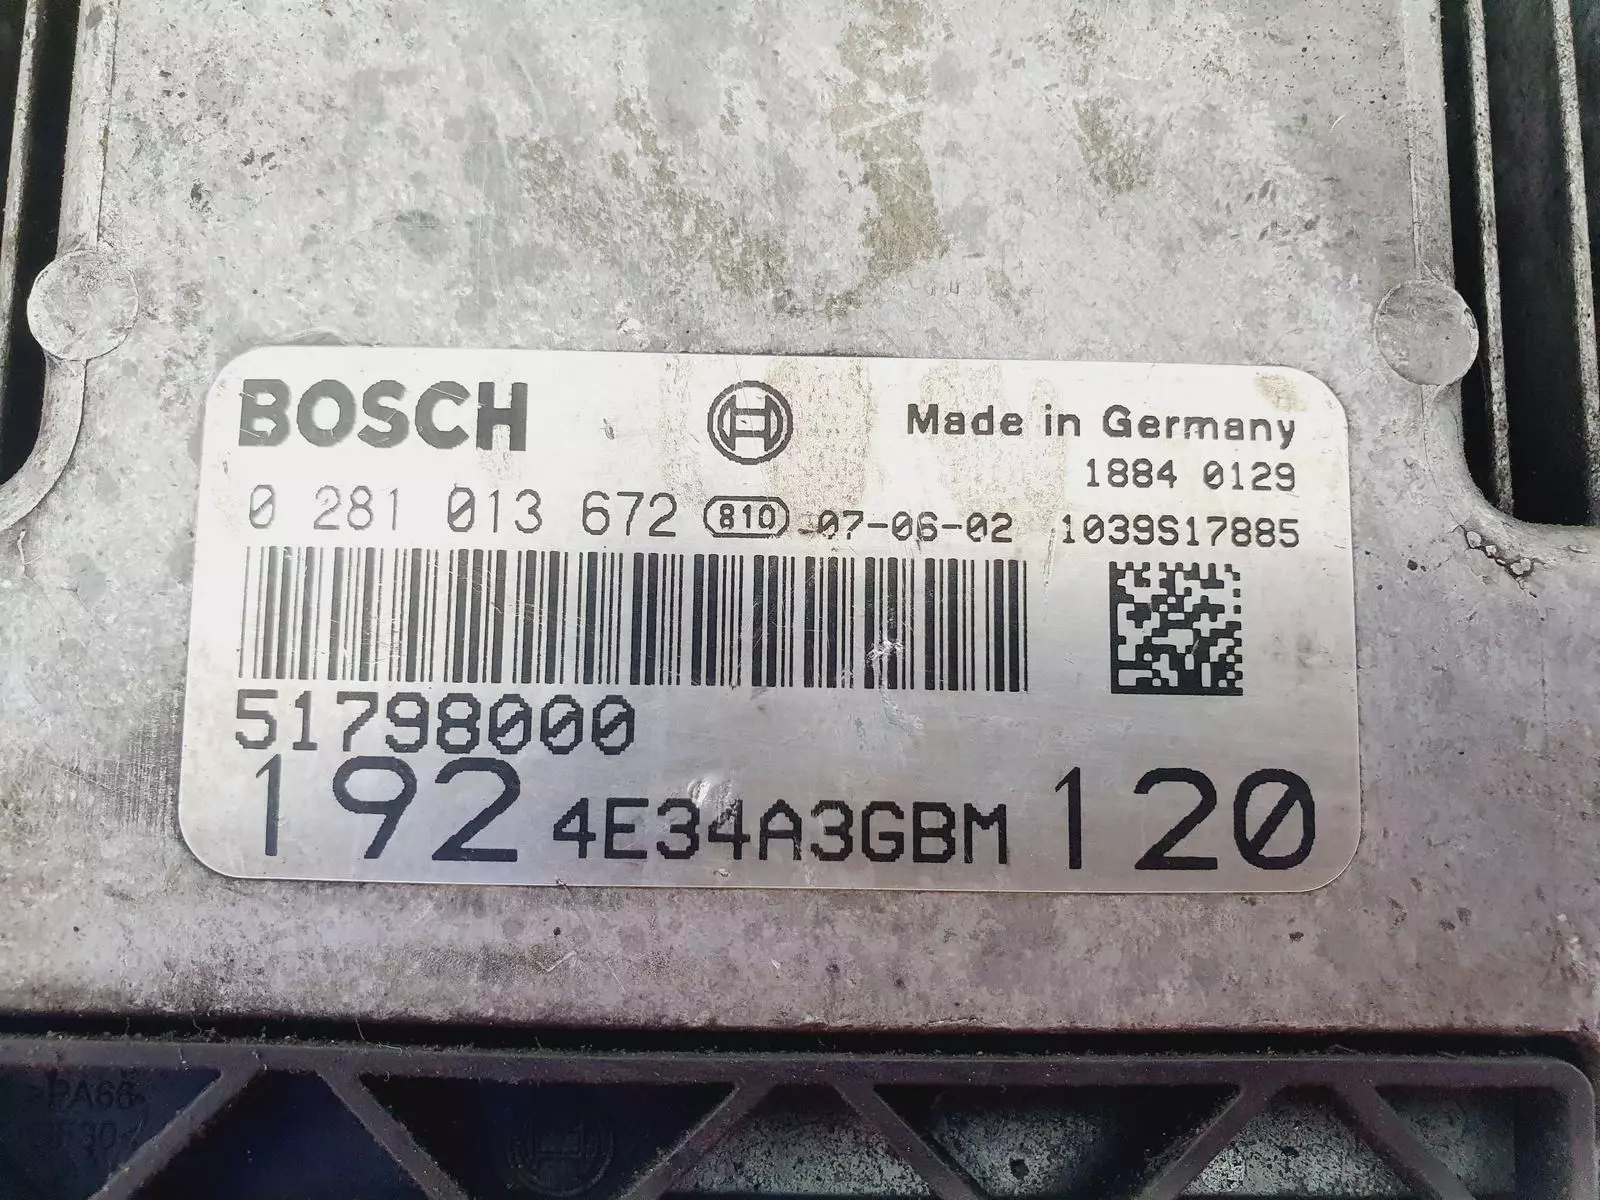 BOSCH
Made in Germany
1884 0129
0 281 013 672 810 07-06-02 1039S17885
51798000
192 4E34A3GBM 120
>PA66-